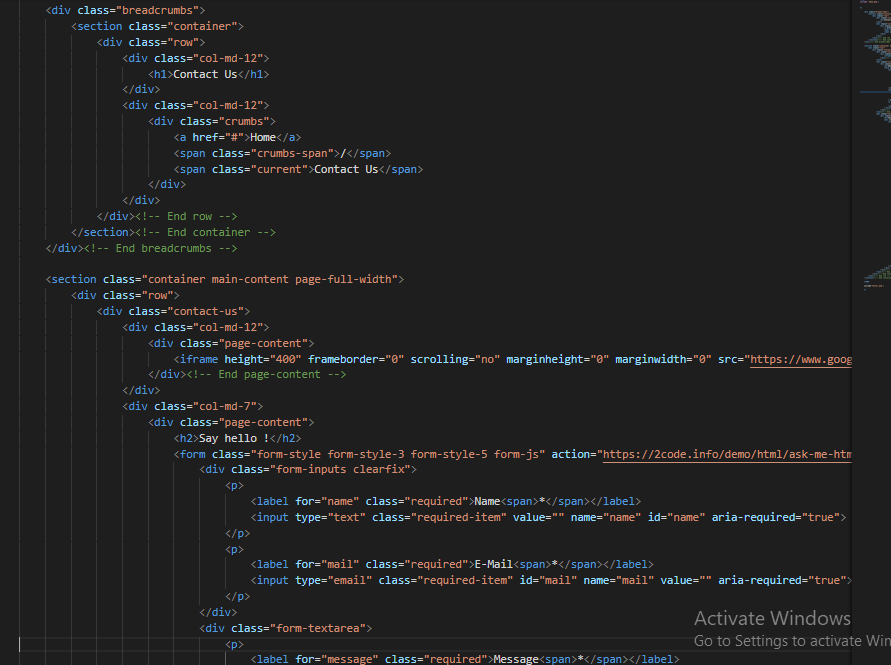 <div class="breadcrumbs">
<section class="container">
<div class="row">
<div class="col-md-12">
<h1>Contact Us</h1>
</div>
<div class="col-md-12">
<div class="crumbs">
<a href="#">Home</a>
<span class="crumbs-span">/</span>
<span class="current">Contact Us</span>
</div>
</div>
</div><!-- End row -->
</section><!-- End container -->
</div><!-- End breadcrumbs -->
<section class="container main-content page-full-width">
<div class="row">
<div class="contact-us">
<div class="col-md-12">
<div class="page-content">
<iframe height="400" frameborder="0" scrolling="no" marginheight="0" marginwidth="0" src="https://www.goog
</div><!-- End page-content -->
</div>
<div class="col-md-7">
<div class="page-content">
<h2>Say hello !</h2>
<form class="form-style form-style-3 form-style-5 form-js" action="https://2code.info/demo/html/ask-me-htm
<div class="form-inputs clearfix">
<p>
<label for="name" class="required">Name<span>*</span></label>
<input type="text" class="required-item" value="" name="name" id="name" aria-required="true">
</p>
<p>
<label for="mail" class="required">E-Mail<span>*</span></label>
<input type="email" class="required-item" id="mail" name="mail" value="" aria-required="true">
</p>
</div>
<div class="form-textarea">
<p>
<label for="message" class="required">Message<span>*</span></label>
Activate Windows
Go to Settings to activate Win